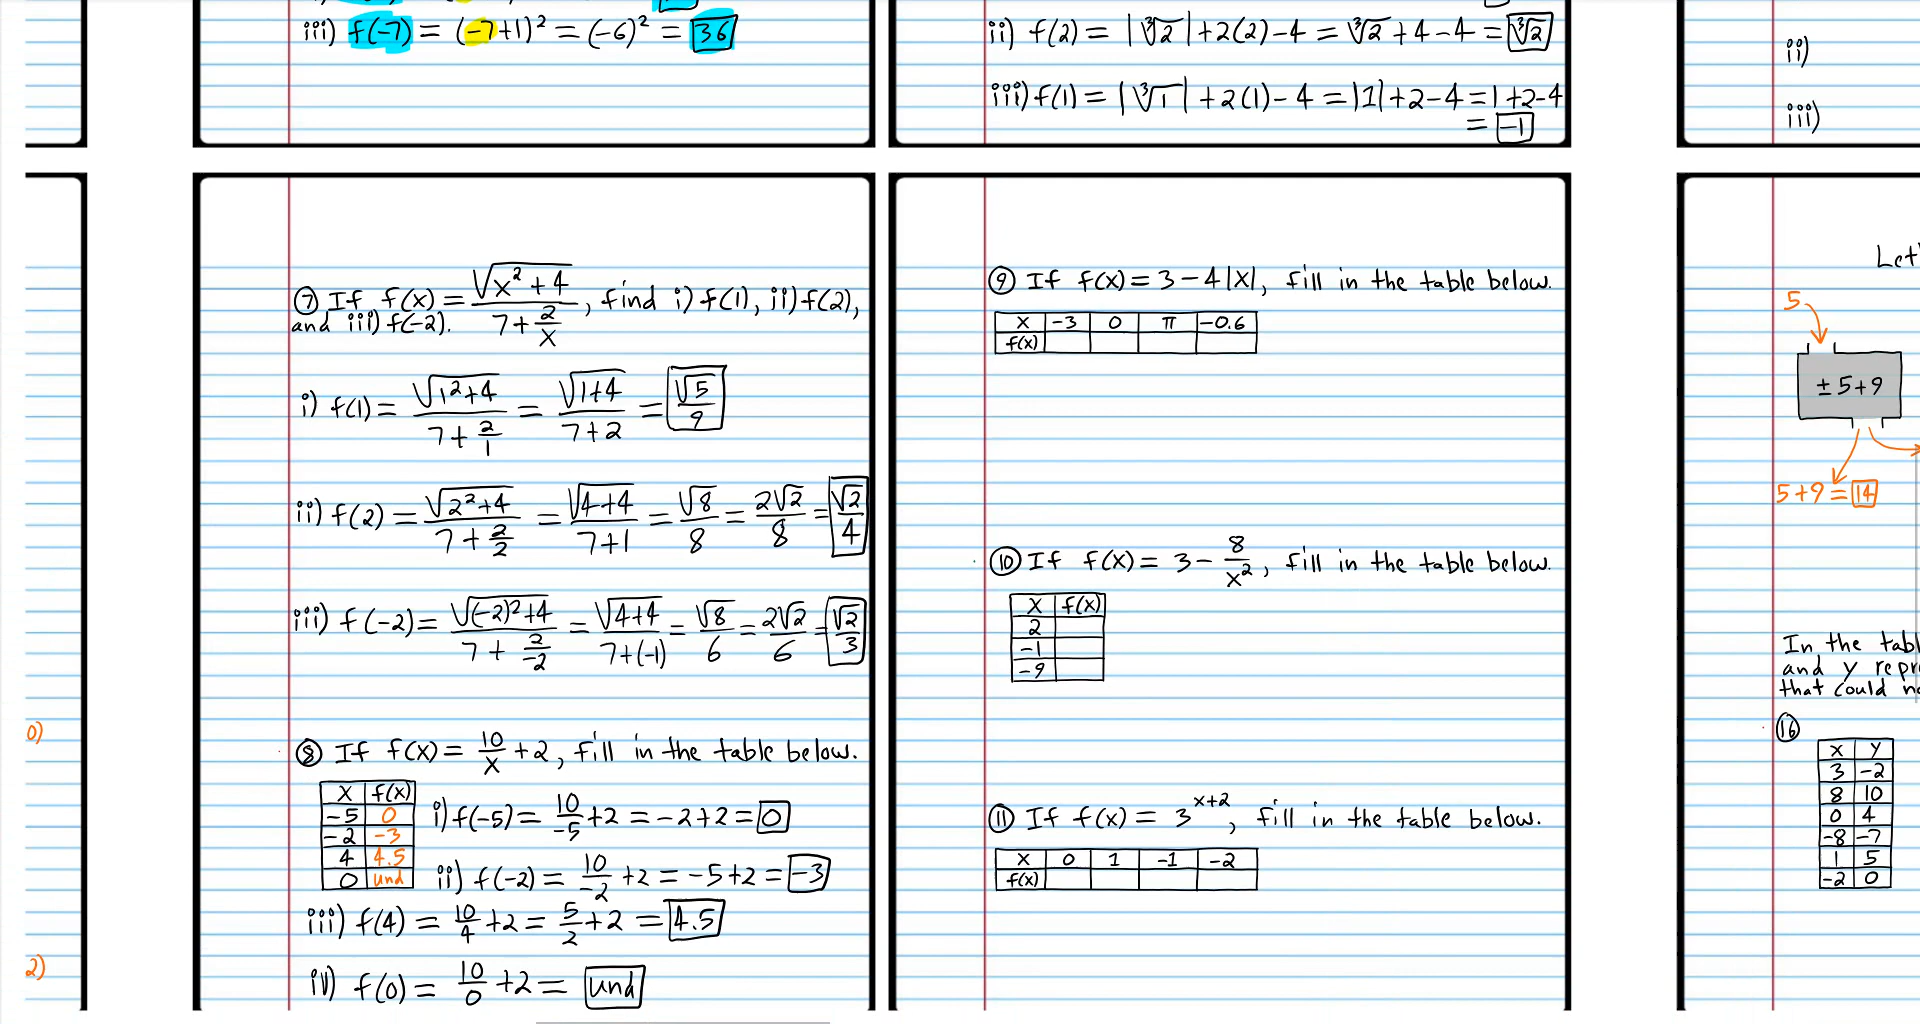 iii) f(-7) = (-7+1)² = (-6)² = 36
ii) f(2) = |∛2| + 2(2) - 4 = ∛2 + 4 - 4 = ∛2
iii) f(1) = |∛1| + 2(1) - 4 = |1| + 2 - 4 = 1 + 2 - 4
= -1
ii)
iii)
0)
2)
⑦ If f(x) = √(x² + 4) / (7 + 2/x), find i) f(1), ii) f(2),
and iii) f(-2).
i) f(1) = √(1²+4) / (7 + 2/1) = √(1+4) / (7+2) = √5/9
ii) f(2) = √(2²+4) / (7 + 2/2) = √(4+4) / (7+1) = √8/8 = 2√2/8 = √2/4
iii) f(-2) = √((-2)²+4) / (7 + 2/-2) = √(4+4) / (7+(-1)) = √8/6 = 2√2/6 = √2/3
⑧ If f(x) = 10/x + 2, fill in the table below.
x f(x)
-5 0
-2 -3
4 4.5
0 und
i) f(-5) = 10/-5 + 2 = -2 + 2 = 0
ii) f(-2) = 10/-2 + 2 = -5 + 2 = -3
iii) f(4) = 10/4 + 2 = 5/2 + 2 = 4.5
iv) f(0) = 10/0 + 2 = und
⑨ If f(x) = 3 - 4|x|, fill in the table below.
x -3 0 π -0.6
f(x)
⑩ If f(x) = 3 - 8/x², fill in the table below.
x f(x)
2
-1
-9
⑪ If f(x) = 3^(x+2), fill in the table below.
x 0 1 -1 -2
f(x)
Let'
5
± 5 + 9
5 + 9 = 14
In the tabl
and y repr
that could no
⑯
x y
3 -2
8 10
0 4
-8 -7
1 5
-2 0